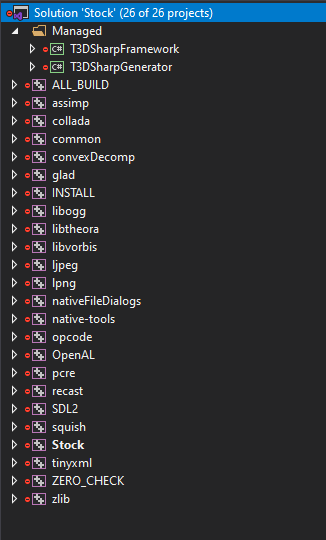 Solution 'Stock' (26 of 26 projects)
Managed
C# T3DSharpFramework
C# T3DSharpGenerator
ALL_BUILD
assimp
collada
common
convexDecomp
glad
INSTALL
libogg
libtheora
libvorbis
ljpeg
lpng
nativeFileDialogs
native-tools
opcode
OpenAL
pcre
recast
SDL2
squish
Stock
tinyxml
ZERO_CHECK
zlib